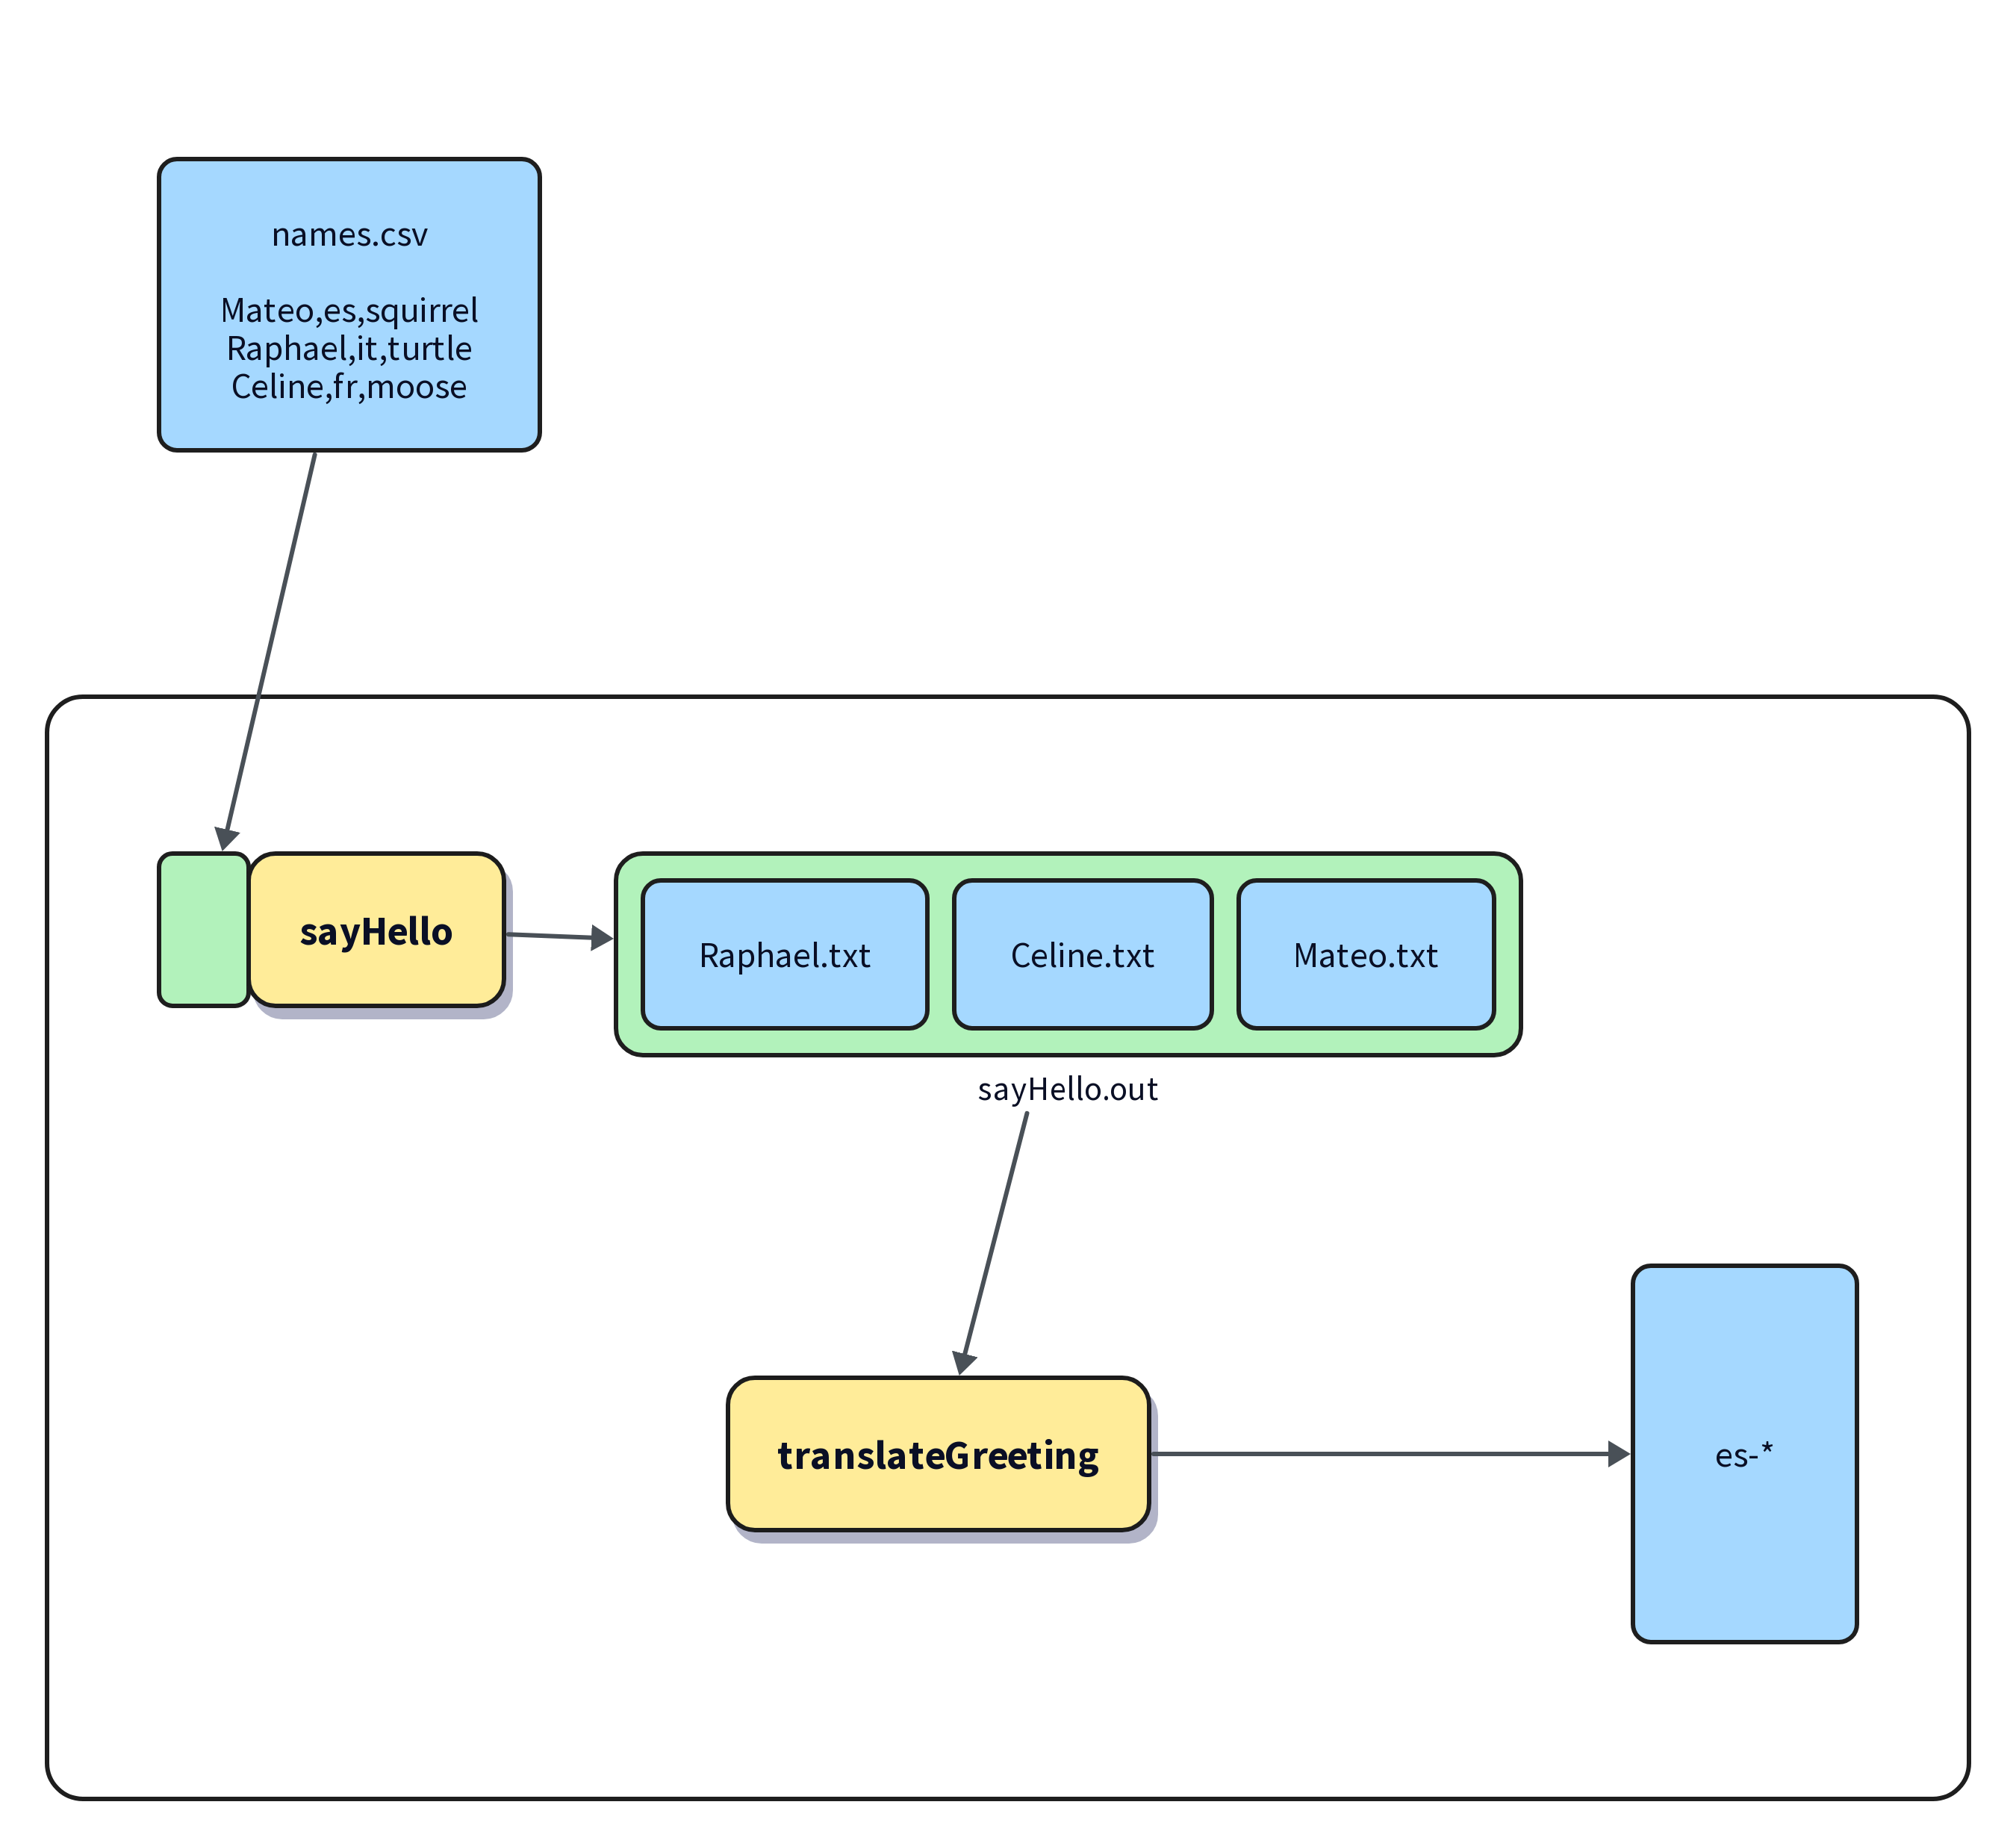 names.csv
Mateo,es,squirrel
Raphael,it,turtle
Celine,fr,moose
sayHello
Raphael.txt
Celine.txt
Mateo.txt
sayHello.out
translateGreeting
es-*